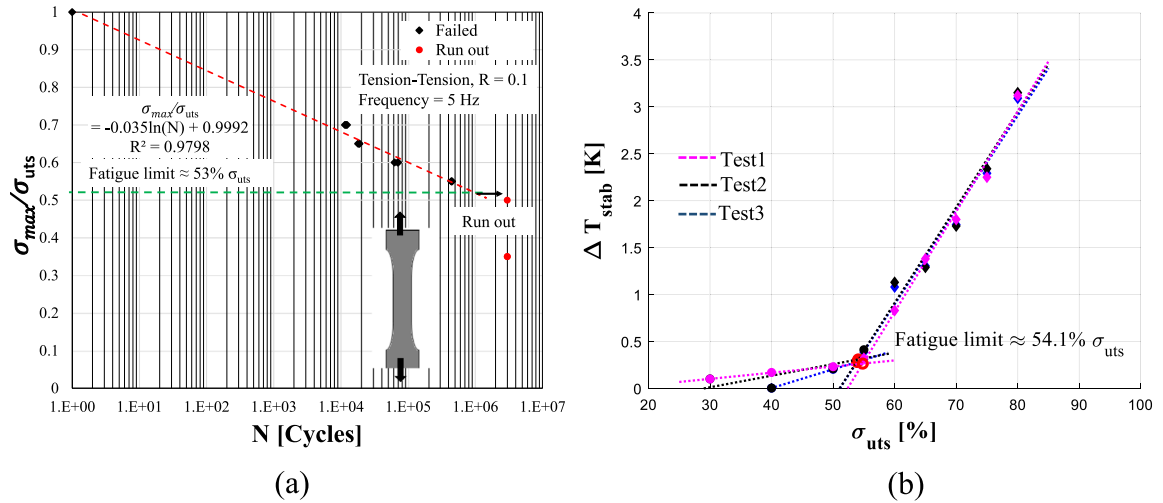 1
0.9
0.8
0.7
0.6
0.5
0.4
0.3
0.2
0.1
0
σmax/σuts
Failed
Run out
Tension-Tension, R = 0.1
Frequency = 5 Hz
σmax/σuts
= -0.035ln(N) + 0.9992
R² = 0.9798
Fatigue limit ≈ 53% σuts
Run out
1.E+00 1.E+01 1.E+02 1.E+03 1.E+04 1.E+05 1.E+06 1.E+07
N [Cycles]
(a)
4
3.5
3
2.5
2
1.5
1
0.5
0
Δ Tstab [K]
Test1
Test2
Test3
Fatigue limit ≈ 54.1% σuts
20 30 40 50 60 70 80 90 100
σuts [%]
(b)